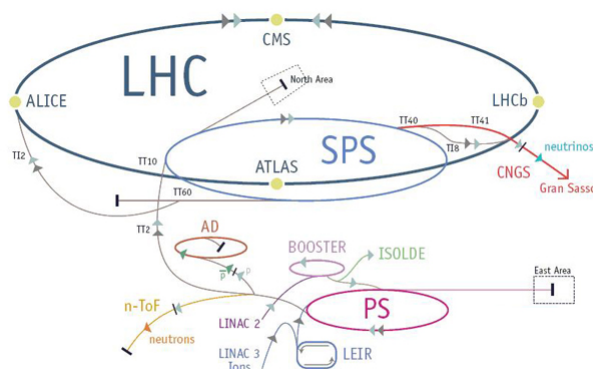 CMS
LHC
North Area
ALICE
LHCb
TT40
TT41
SPS
TI2
TT10
ATLAS
TI8
neutrinos
CNGS
Gran Sasso
TT60
AD
TT2
BOOSTER
ISOLDE
East Area
p
p
n-ToF
PS
LINAC 2
neutrons
LINAC 3
Ions
LEIR